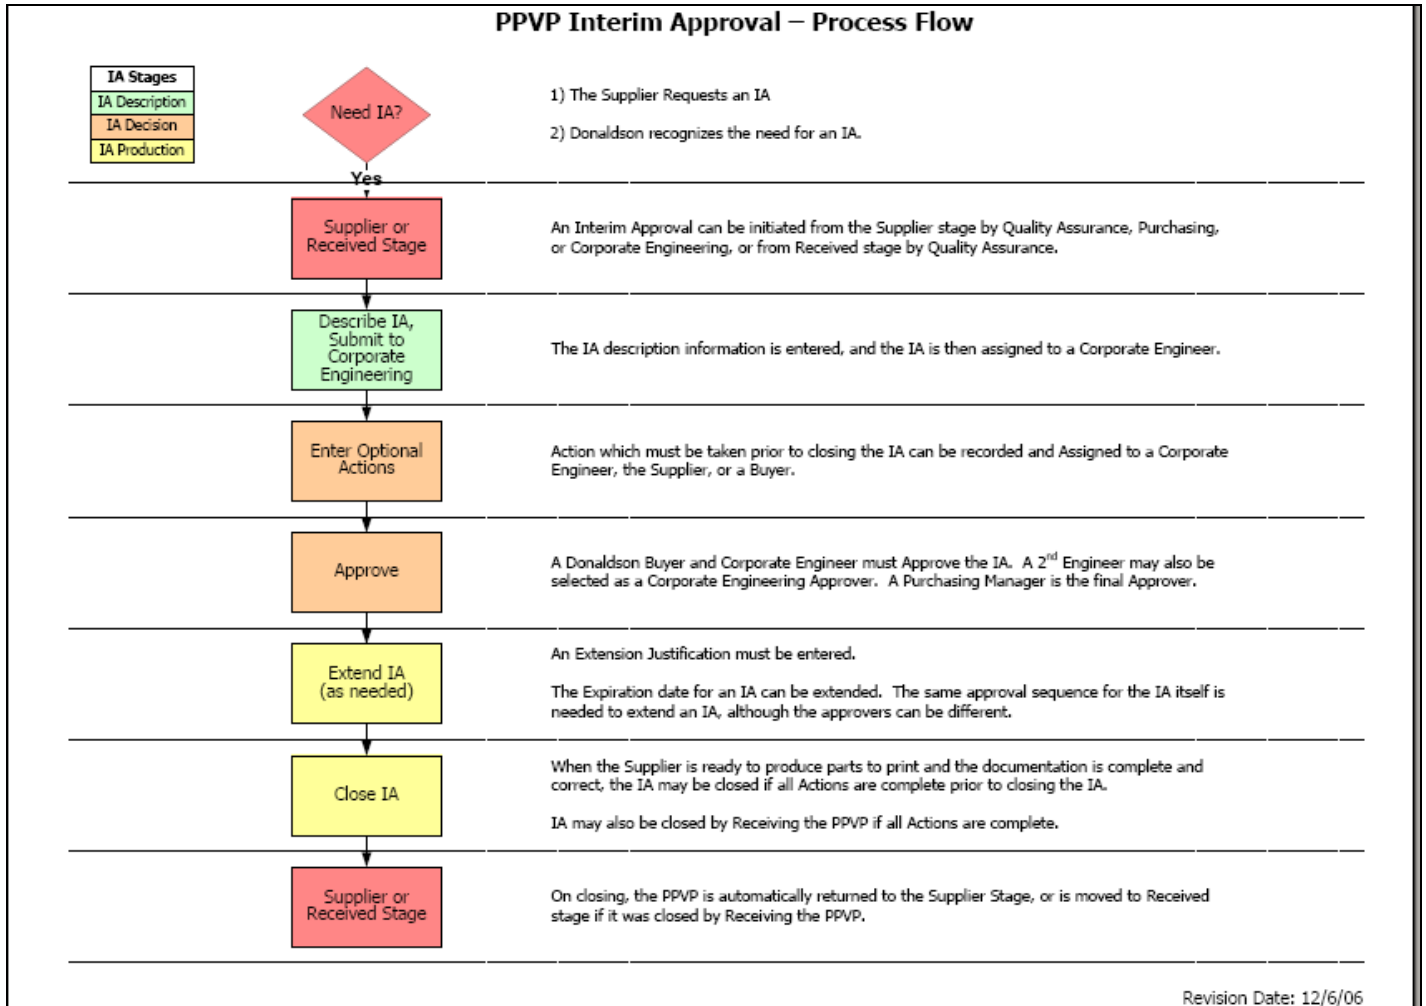 PPVP Interim Approval – Process Flow
IA Stages
IA Description
IA Decision
IA Production
Need IA?
1) The Supplier Requests an IA
2) Donaldson recognizes the need for an IA.
Yes
Supplier or
Received Stage
An Interim Approval can be initiated from the Supplier stage by Quality Assurance, Purchasing,
or Corporate Engineering, or from Received stage by Quality Assurance.
Describe IA,
Submit to
Corporate
Engineering
The IA description information is entered, and the IA is then assigned to a Corporate Engineer.
Enter Optional
Actions
Action which must be taken prior to closing the IA can be recorded and Assigned to a Corporate
Engineer, the Supplier, or a Buyer.
Approve
A Donaldson Buyer and Corporate Engineer must Approve the IA.  A 2nd Engineer may also be
selected as a Corporate Engineering Approver.  A Purchasing Manager is the final Approver.
Extend IA
(as needed)
An Extension Justification must be entered.
The Expiration date for an IA can be extended.  The same approval sequence for the IA itself is
needed to extend an IA, although the approvers can be different.
Close IA
When the Supplier is ready to produce parts to print and the documentation is complete and
correct, the IA may be closed if all Actions are complete prior to closing the IA.
IA may also be closed by Receiving the PPVP if all Actions are complete.
Supplier or
Received Stage
On closing, the PPVP is automatically returned to the Supplier Stage, or is moved to Received
stage if it was closed by Receiving the PPVP.
Revision Date: 12/6/06